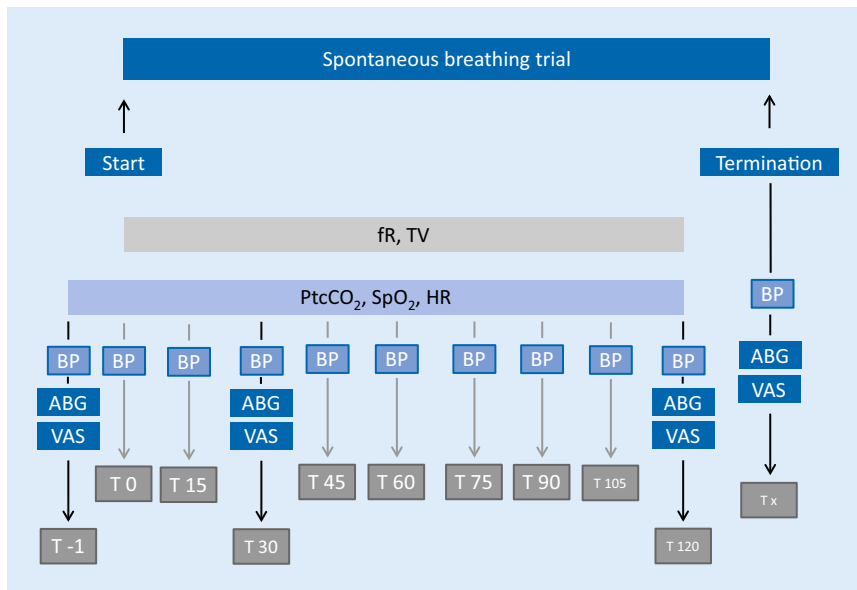 Spontaneous breathing trial
Start
Termination
fR, TV
PtcCO₂, SpO₂, HR
BP
BP
BP
BP
BP
BP
BP
BP
BP
BP
BP
ABG
VAS
ABG
VAS
ABG
VAS
ABG
VAS
T 0
T 15
T 45
T 60
T 75
T 90
T 105
T x
T -1
T 30
T 120